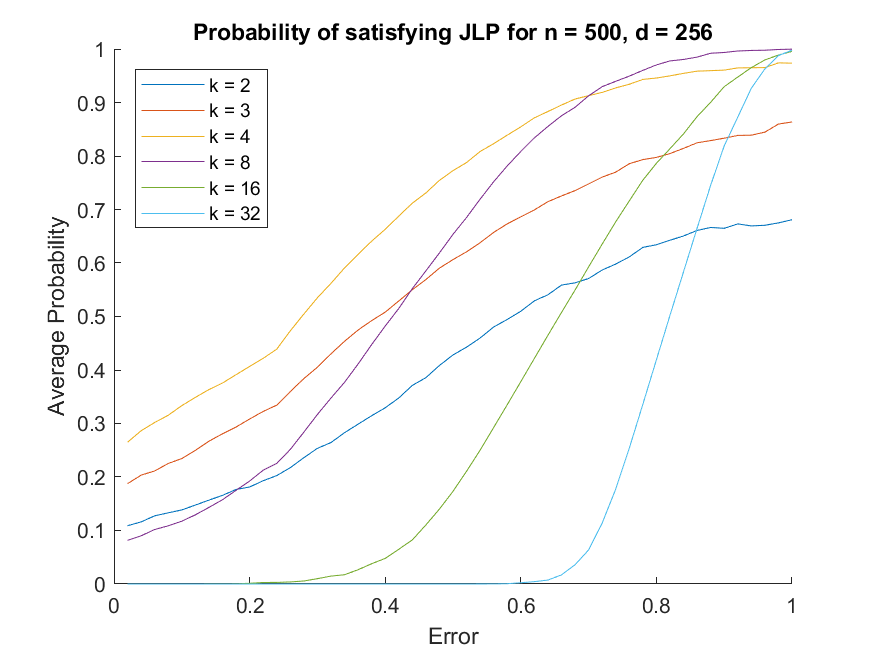 Probability of satisfying JLP for n = 500, d = 256
1
0.9
0.8
0.7
0.6
0.5
0.4
0.3
0.2
0.1
0
Average Probability
k = 2
k = 3
k = 4
k = 8
k = 16
k = 32
0 0.2 0.4 0.6 0.8 1
Error